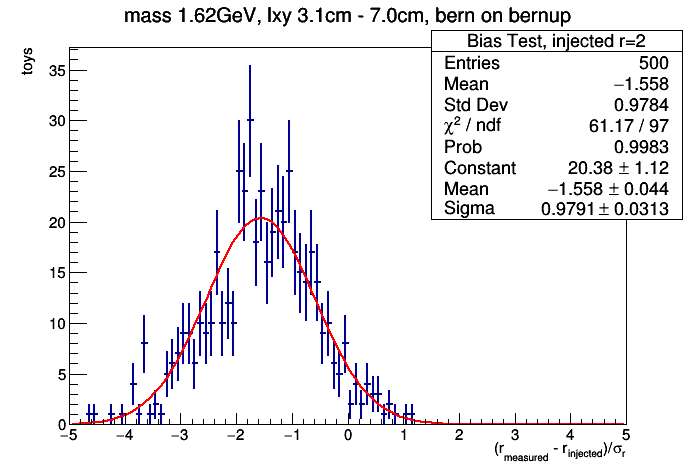 mass 1.62GeV, lxy 3.1cm - 7.0cm, bern on bernup
Bias Test, injected r=2
Entries 500
Mean −1.558
Std Dev 0.9784
χ² / ndf 61.17 / 97
Prob 0.9983
Constant 20.38 ± 1.12
Mean −1.558 ± 0.044
Sigma 0.9791 ± 0.0313
toys
35
30
25
20
15
10
5
0
−5 −4 −3 −2 −1 0 1 2 3 4 5
(r_measured - r_injected)/σ_r